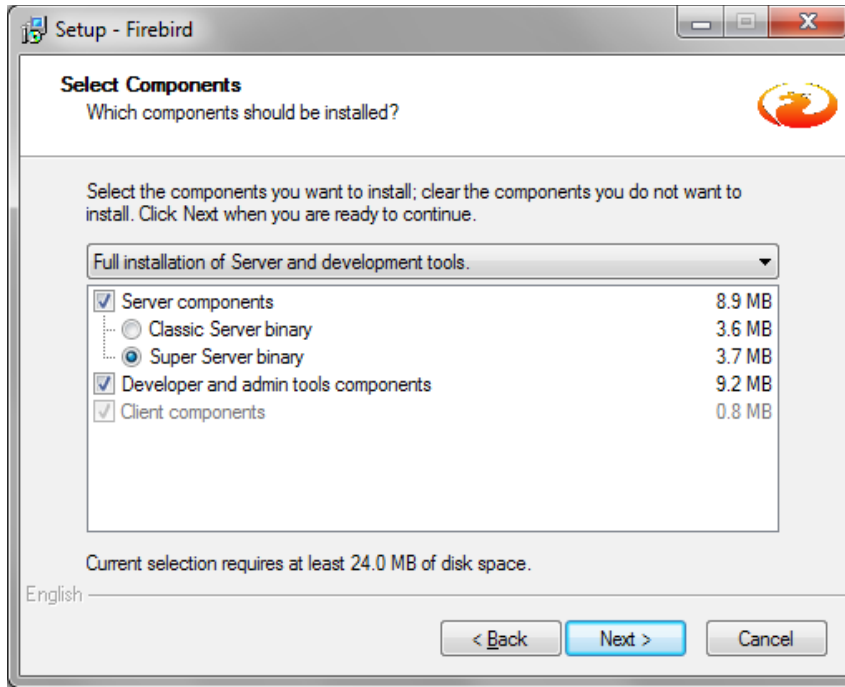 Setup - Firebird
Select Components
Which components should be installed?
Select the components you want to install; clear the components you do not want to
install. Click Next when you are ready to continue.
Full installation of Server and development tools.
Server components 8.9 MB
Classic Server binary 3.6 MB
Super Server binary 3.7 MB
Developer and admin tools components 9.2 MB
Client components 0.8 MB
Current selection requires at least 24.0 MB of disk space.
English
< Back Next > Cancel